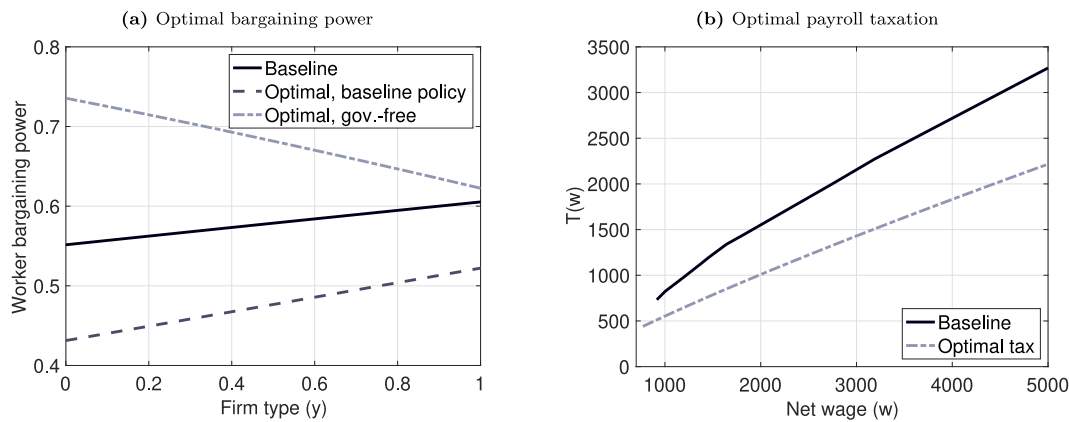 (a) Optimal bargaining power
0.8
0.7
0.6
0.5
0.4
Worker bargaining power
Baseline
Optimal, baseline policy
Optimal, gov.-free
0
0.2
0.4
0.6
0.8
1
Firm type (y)
(b) Optimal payroll taxation
3500
3000
2500
2000
1500
1000
500
0
T(w)
Baseline
Optimal tax
1000
2000
3000
4000
5000
Net wage (w)